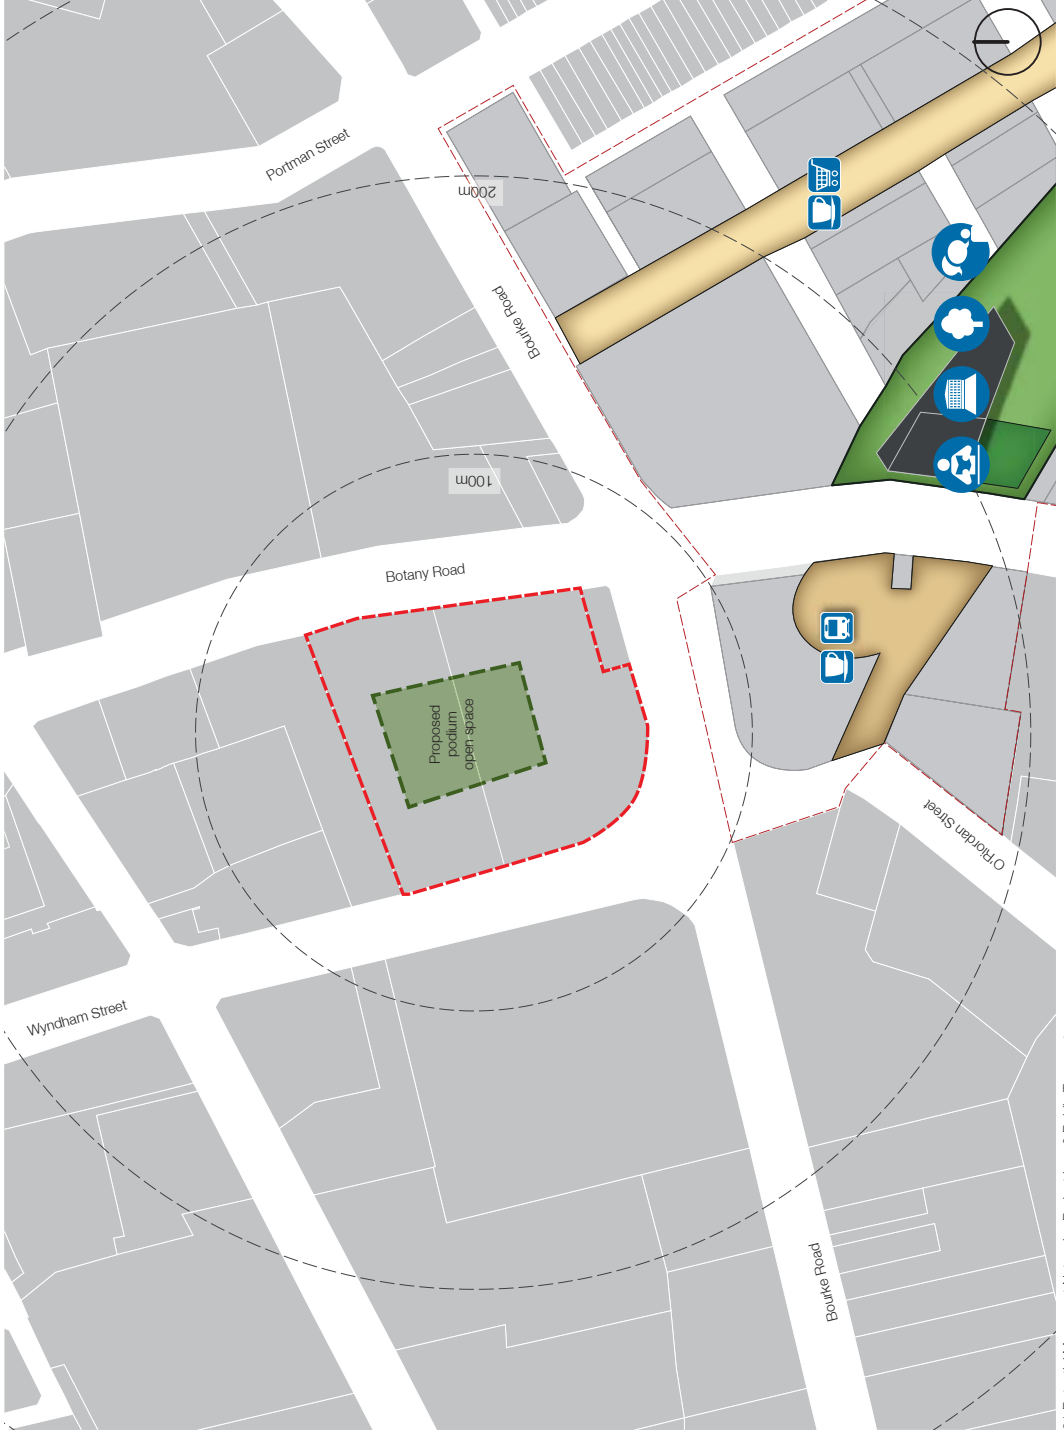 Portman Street
200m
Bourke Road
100m
Botany Road
Proposed
podium
open space
O'Riordan Street
Wyndham Street
Bourke Road